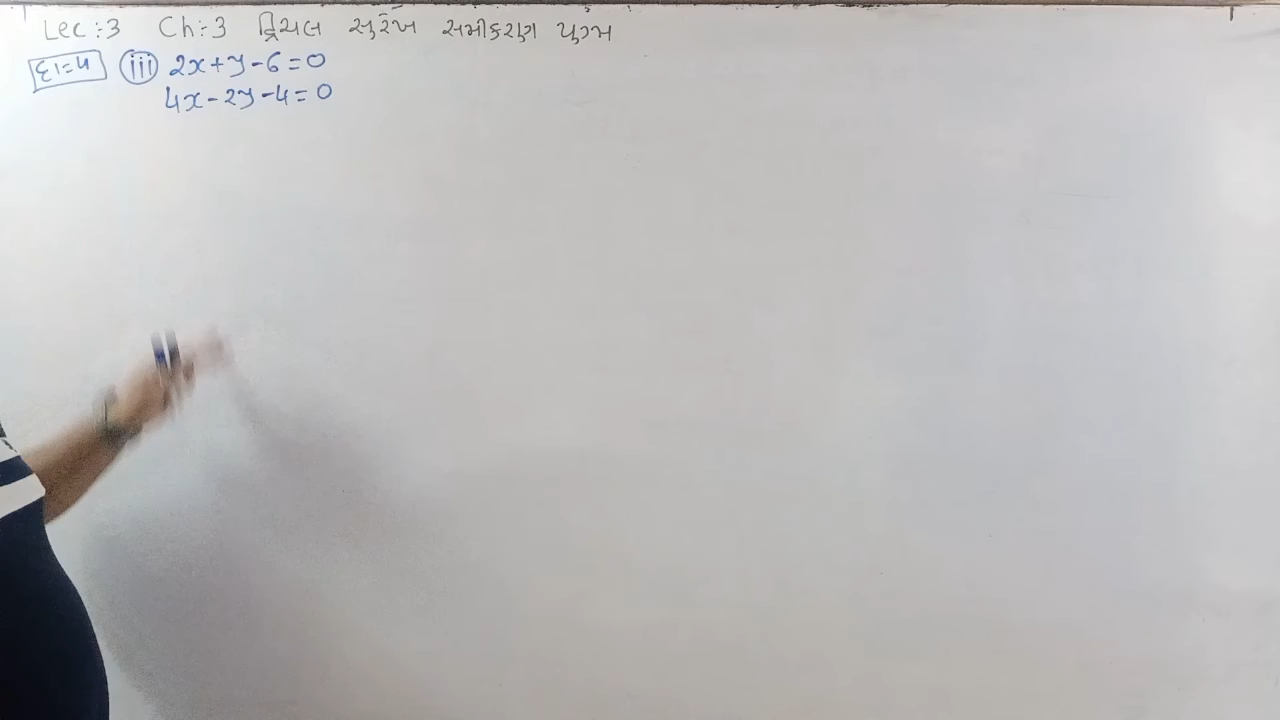 Lec:3 Ch:3 દ્વિચલ સુરેખ સમીકરણ યુગ્મ
દા=4 (iii) 2x+y-6=0
4x-2y-4=0